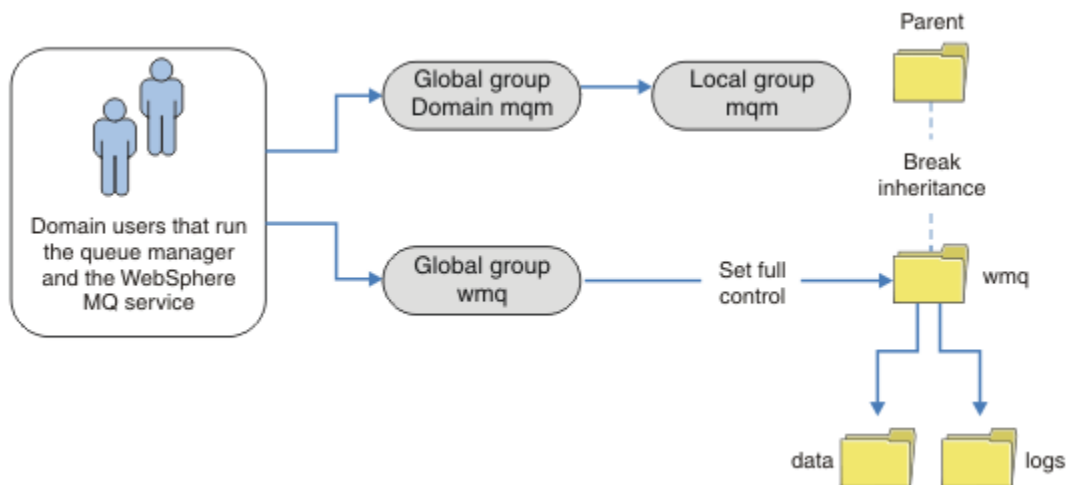 Parent
Global group
Domain mqm
Local group
mqm
Break
inheritance
Domain users that run
the queue manager
and the WebSphere
MQ service
Global group
wmq
Set full
control
wmq
data
logs